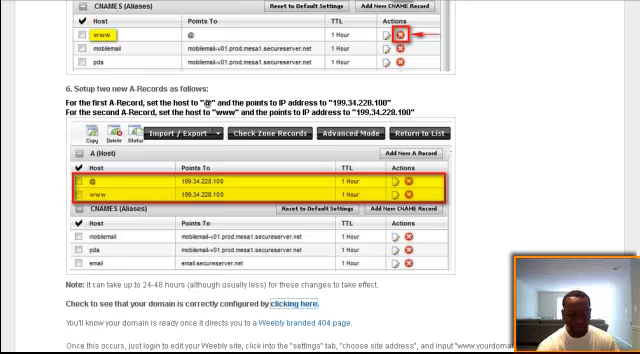 CNAMES (Aliases) Reset to Default Settings Add New CNAME Record
Host Points To TTL Actions
www @ 1 Hour
mobilemail mobilemail-v01.prod.mesa1.secureserver.net 1 Hour
pda mobilemail-v01.prod.mesa1.secureserver.net 1 Hour
6. Setup two new A-Records as follows:
For the first A-Record, set the host to "@" and the points to IP address to "199.34.228.100"
For the second A-Record, set the host to "www" and the points to IP address to "199.34.228.100"
Copy Delete Status Import / Export Check Zone Records Advanced Mode Return to List
A (Host) Add New A Record
Host Points To TTL Actions
@ 199.34.228.100 1 Hour
www 199.34.228.100 1 Hour
CNAMES (Aliases) Reset to Default Settings Add New CNAME Record
Host Points To TTL Actions
mobilemail mobilemail-v01.prod.mesa1.secureserver.net 1 Hour
pda mobilemail-v01.prod.mesa1.secureserver.net 1 Hour
email email.secureserver.net 1 Hour
Note: It can take up to 24-48 hours (although usually less) for these changes to take effect.
Check to see that your domain is correctly configured by clicking here.
You'll know your domain is ready once it directs you to a Weebly branded 404 page.
Once this occurs, just login to edit your Weebly site, click into the "settings" tab, "choose site address", and input "www.yourdoma